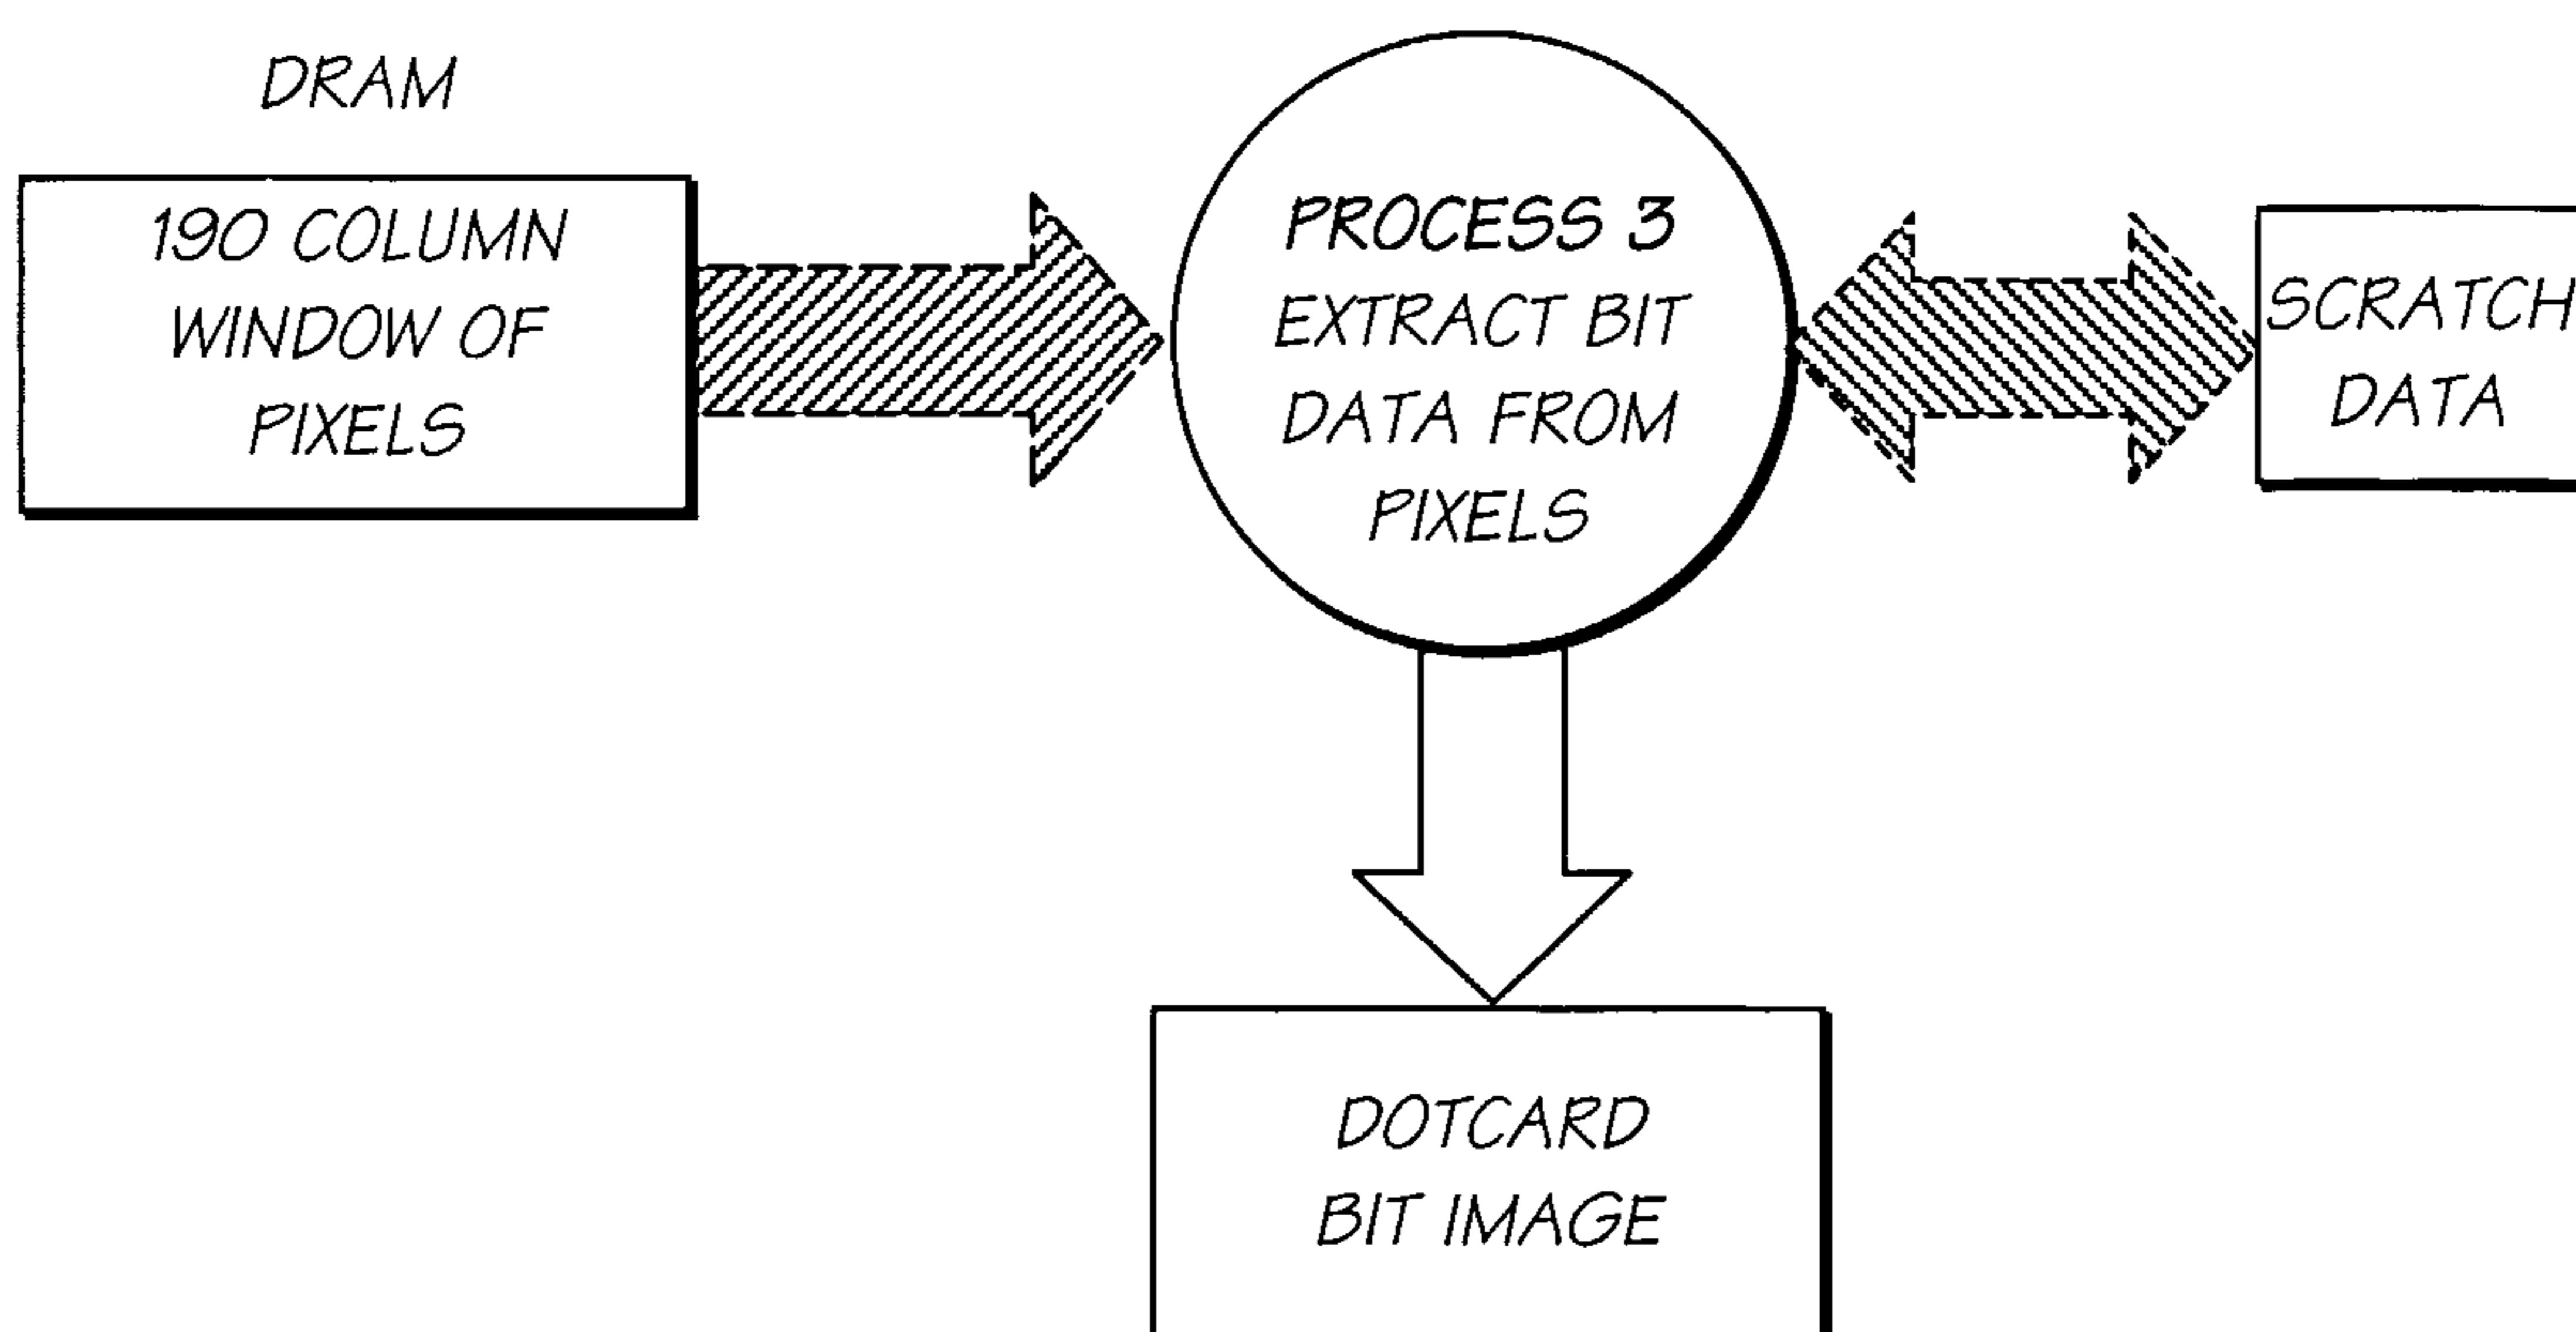 DRAM
190 COLUMN
WINDOW OF
PIXELS
PROCESS 3
EXTRACT BIT
DATA FROM
PIXELS
SCRATCH
DATA
DOTCARD
BIT IMAGE